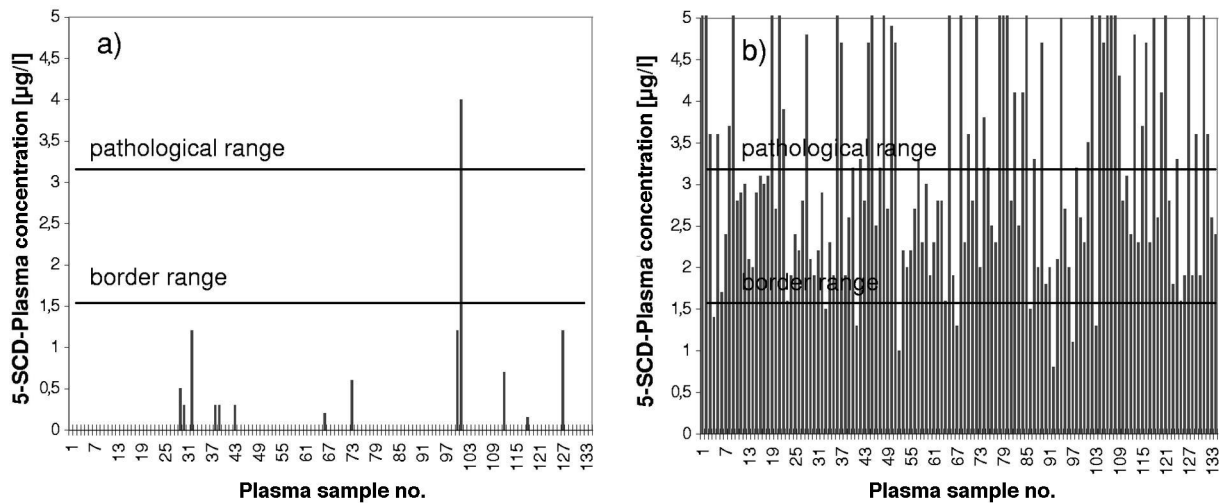 a)
5-SCD-Plasma concentration [µg/l]
5
4,5
4
3,5
3
2,5
2
1,5
1
0,5
0
pathological range
border range
1 7 13 19 25 31 37 43 49 55 61 67 73 79 85 91 97 103 109 115 121 127 133
Plasma sample no.
b)
5-SCD-Plasma concentration [µg/l]
5
4,5
4
3,5
3
2,5
2
1,5
1
0,5
0
pathological range
border range
1 7 13 19 25 31 37 43 49 55 61 67 73 79 85 91 97 103 109 115 121 127 133
Plasma sample no.